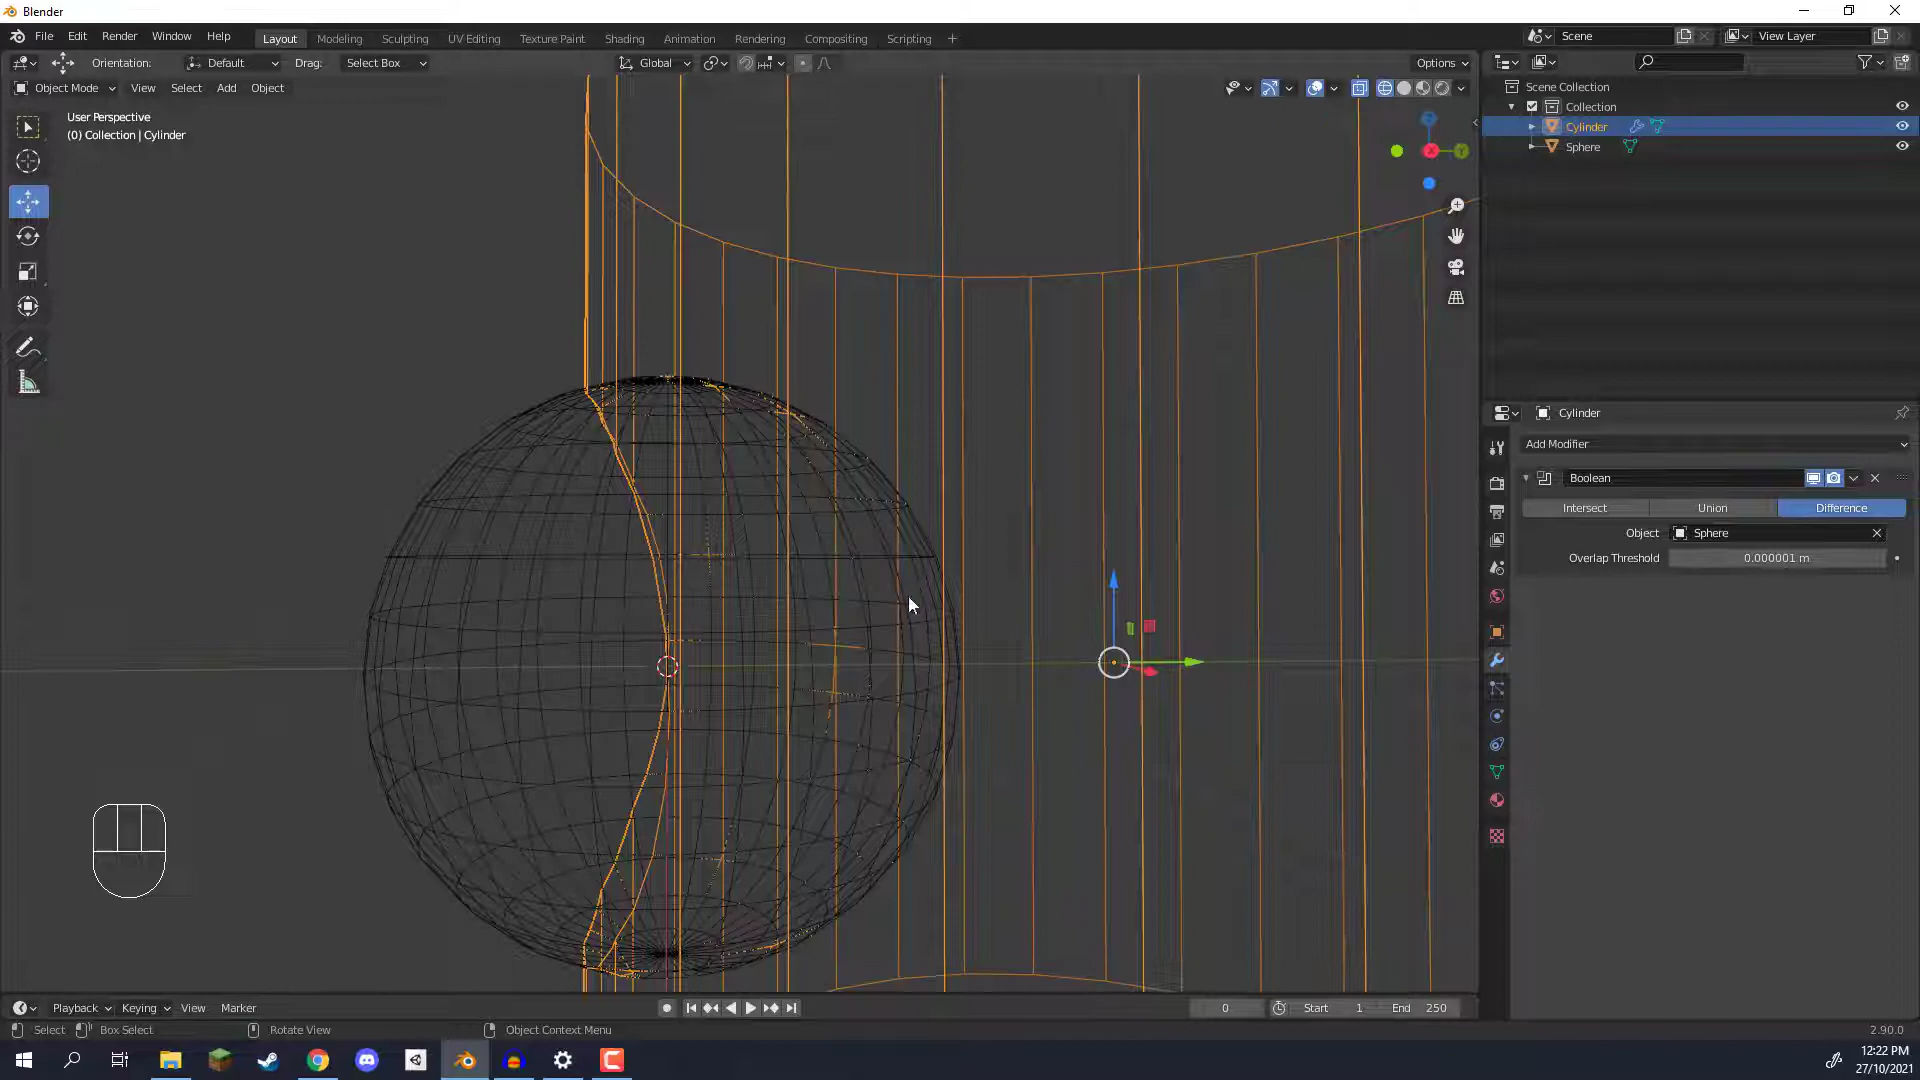 Blender
File Edit Render Window Help Layout Modeling Sculpting UV Editing Texture Paint Shading Animation Rendering Compositing Scripting Scene View Layer
Orientation: Default Drag: Select Box Global Options
Object Mode View Select Add Object
User Perspective
(0) Collection | Cylinder
Scene Collection
Collection
Cylinder
Sphere
Cylinder
Add Modifier
Boolean
Intersect Union Difference
Object Sphere
Overlap Threshold 0.000001 m
Playback Keying View Marker 0 Start 1 End 250
Select Box Select Rotate View Object Context Menu 2.90.0
12:22 PM
27/10/2021